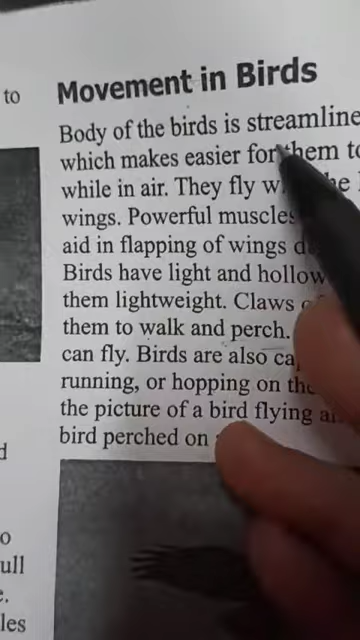 to
Movement in Birds
Body of the birds is streamline
which makes easier for them to
while in air. They fly
wings. Powerful muscles
aid in flapping of wings
Birds have light and hollow
them lightweight. Claws
them to walk and perch.
can fly. Birds are also
running, or hopping on
the picture of a bird flying
bird perched on